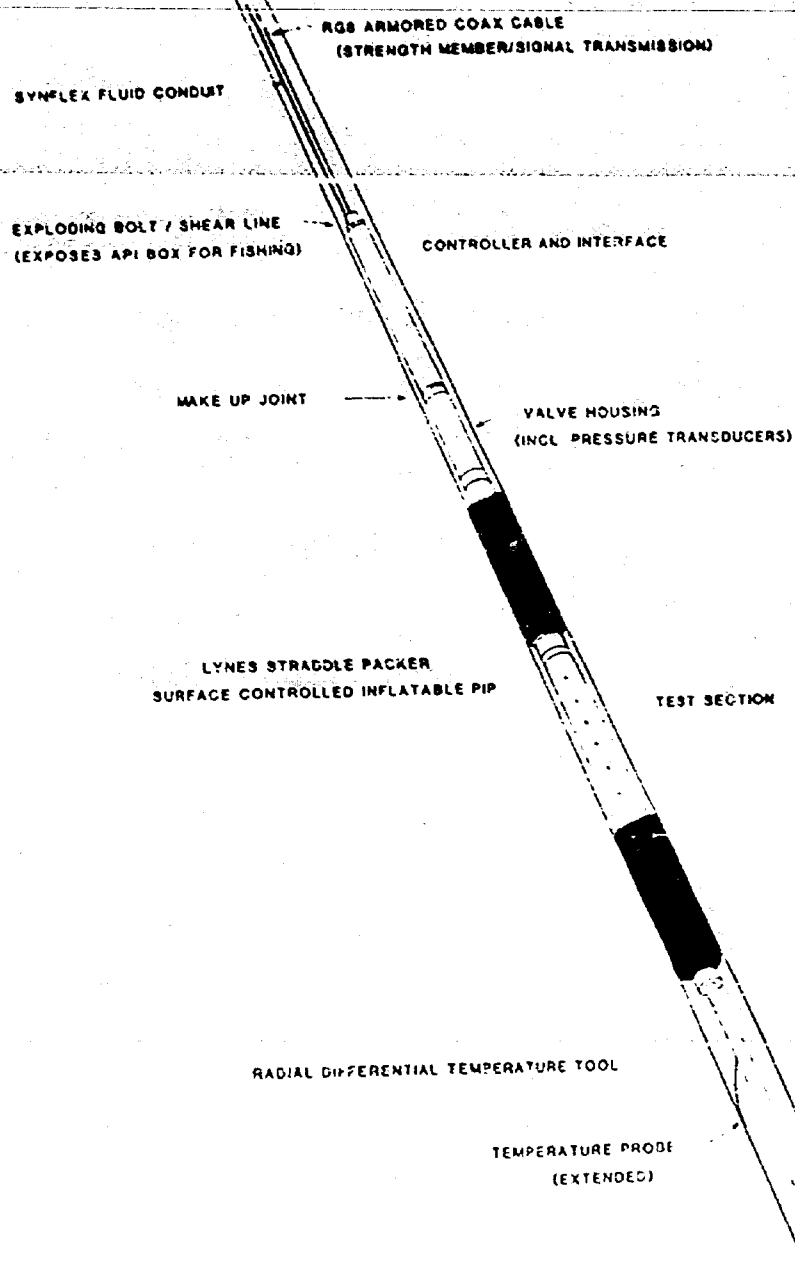 RG8 ARMORED COAX CABLE
(STRENGTH MEMBER/SIGNAL TRANSMISSION)
SYNFLEX FLUID CONDUIT
EXPLODING BOLT / SHEAR LINE
(EXPOSES API BOX FOR FISHING)
CONTROLLER AND INTERFACE
MAKE UP JOINT
VALVE HOUSING
(INCL. PRESSURE TRANSDUCERS)
LYNES STRADDLE PACKER
SURFACE CONTROLLED INFLATABLE PIP
TEST SECTION
RADIAL DIFFERENTIAL TEMPERATURE TOOL
TEMPERATURE PROBE
(EXTENDED)